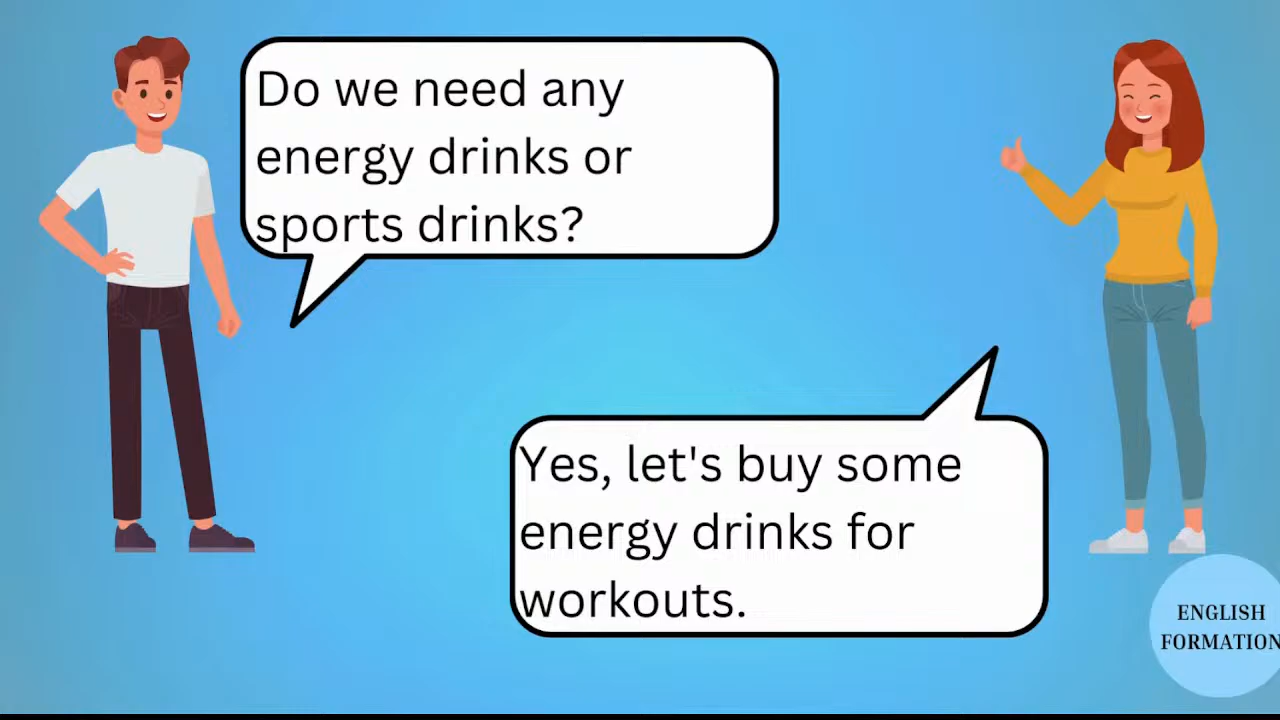 Do we need any
energy drinks or
sports drinks?
Yes, let's buy some
energy drinks for
workouts.
ENGLISH
FORMATION